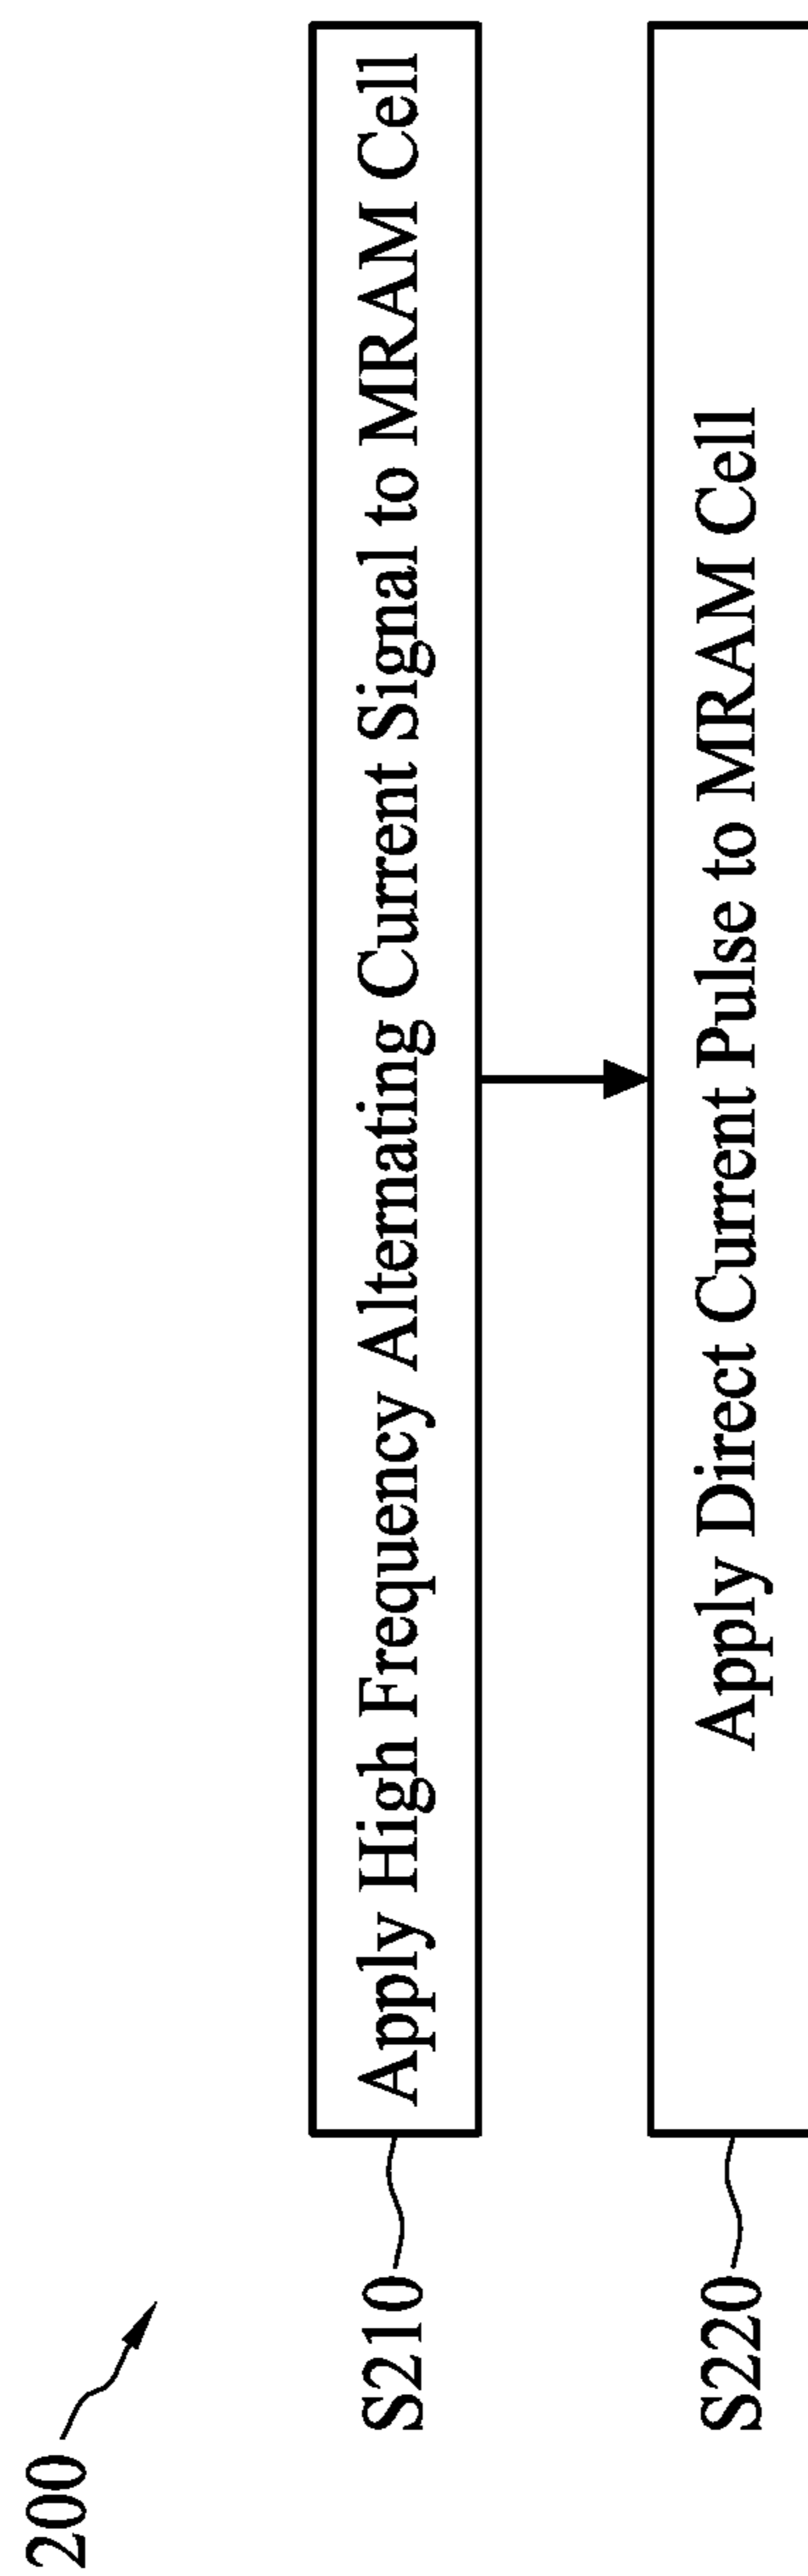 200
S210
Apply High Frequency Alternating Current Signal to MRAM Cell
S220
Apply Direct Current Pulse to MRAM Cell